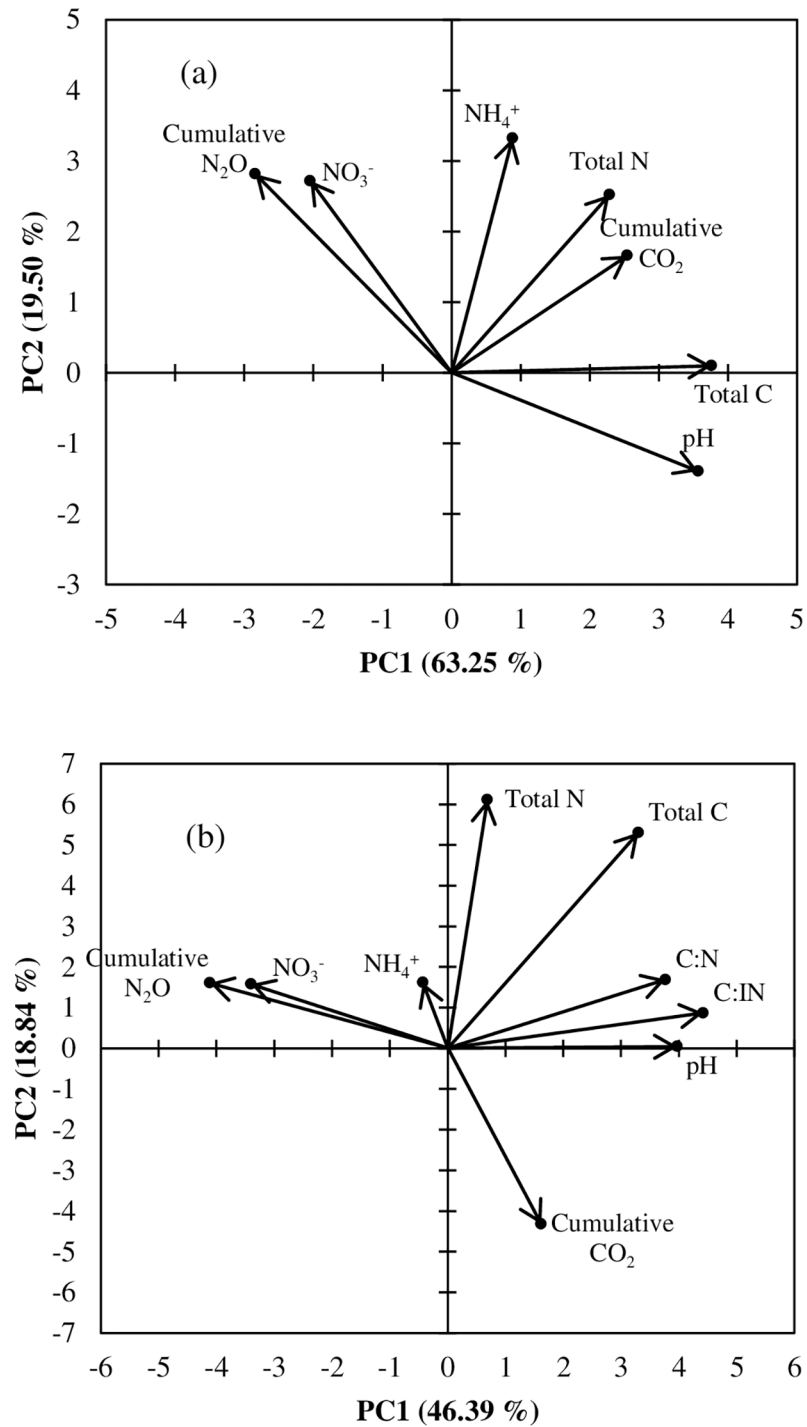 5
(a)
4
NH₄⁺
Cumulative
N₂O
NO₃⁻
Total N
3
Cumulative
CO₂
2
1
0
Total C
-1
pH
-2
-3
PC2 (19.50 %)
-5 -4 -3 -2 -1 0 1 2 3 4 5
PC1 (63.25 %)
7
Total N
Total C
6
(b)
5
4
3
Cumulative
N₂O
NO₃⁻
NH₄⁺
C:N
2
C:IN
1
0
pH
-1
-2
-3
-4
Cumulative
CO₂
-5
-6
-7
PC2 (18.84 %)
-6 -5 -4 -3 -2 -1 0 1 2 3 4 5 6
PC1 (46.39 %)